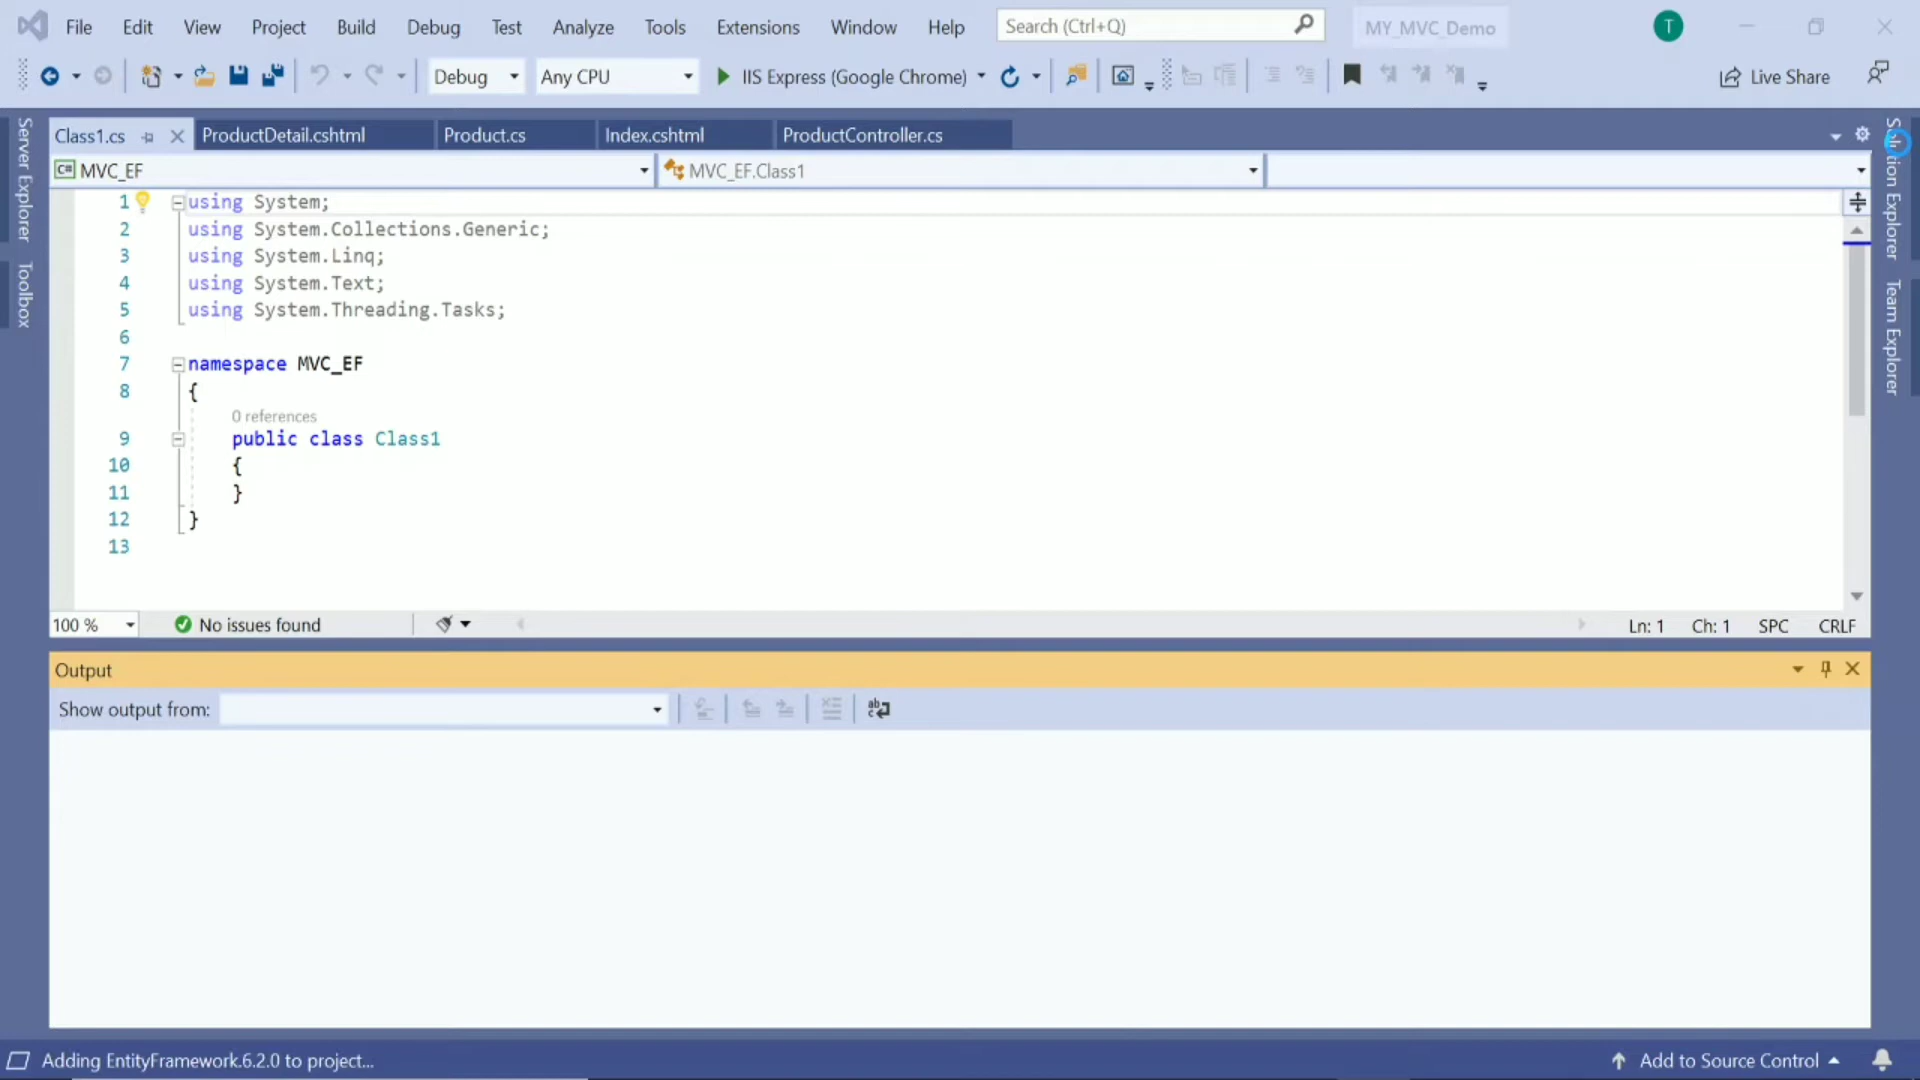 File Edit View Project Build Debug Test Analyze Tools Extensions Window Help Search (Ctrl+Q) MY_MVC_Demo T
Debug Any CPU IIS Express (Google Chrome) Live Share
Server Explorer
Toolbox
Class1.cs ProductDetail.cshtml Product.cs Index.cshtml ProductController.cs
C# MVC_EF MVC_EF.Class1
1 using System;
2 using System.Collections.Generic;
3 using System.Linq;
4 using System.Text;
5 using System.Threading.Tasks;
6
7 namespace MVC_EF
8 {
0 references
9 public class Class1
10 {
11 }
12 }
13
Solution Explorer
Team Explorer
100 % No issues found Ln: 1 Ch: 1 SPC CRLF
Output
Show output from:
Adding EntityFramework.6.2.0 to project... Add to Source Control